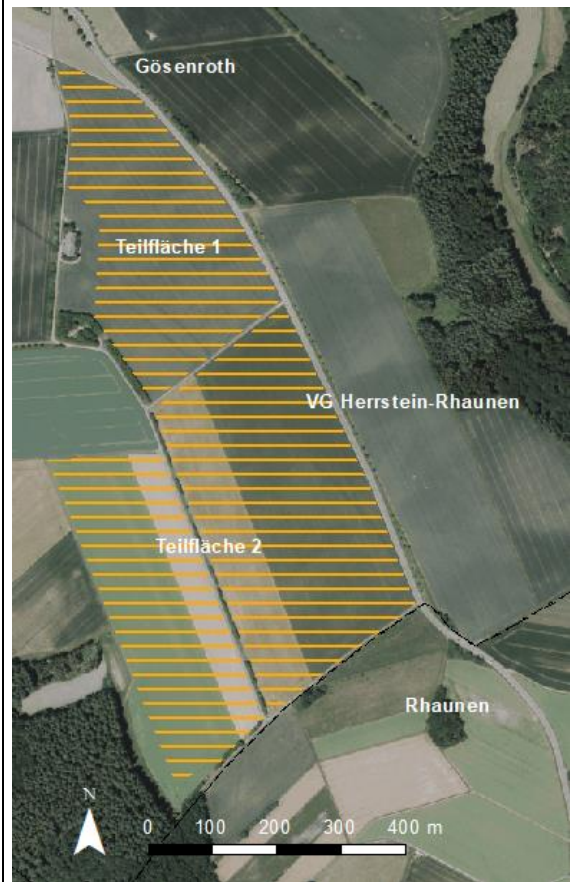 Gösenroth
Teilfläche 1
VG Herrstein-Rhaunen
Teilfläche 2
Rhaunen
N
0 100 200 300 400 m